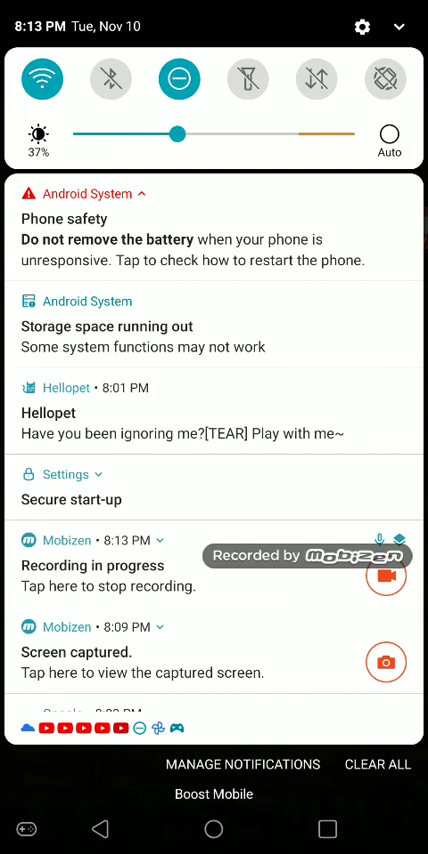 8:13 PM Tue, Nov 10
37%
Auto
Android System
Phone safety
Do not remove the battery when your phone is
unresponsive. Tap to check how to restart the phone.
Android System
Storage space running out
Some system functions may not work
Hellopet • 8:01 PM
Hellopet
Have you been ignoring me?[TEAR] Play with me~
Settings
Secure start-up
Mobizen • 8:13 PM
Recorded by mobizen
Recording in progress
Tap here to stop recording.
Mobizen • 8:09 PM
Screen captured.
Tap here to view the captured screen.
MANAGE NOTIFICATIONS CLEAR ALL
Boost Mobile